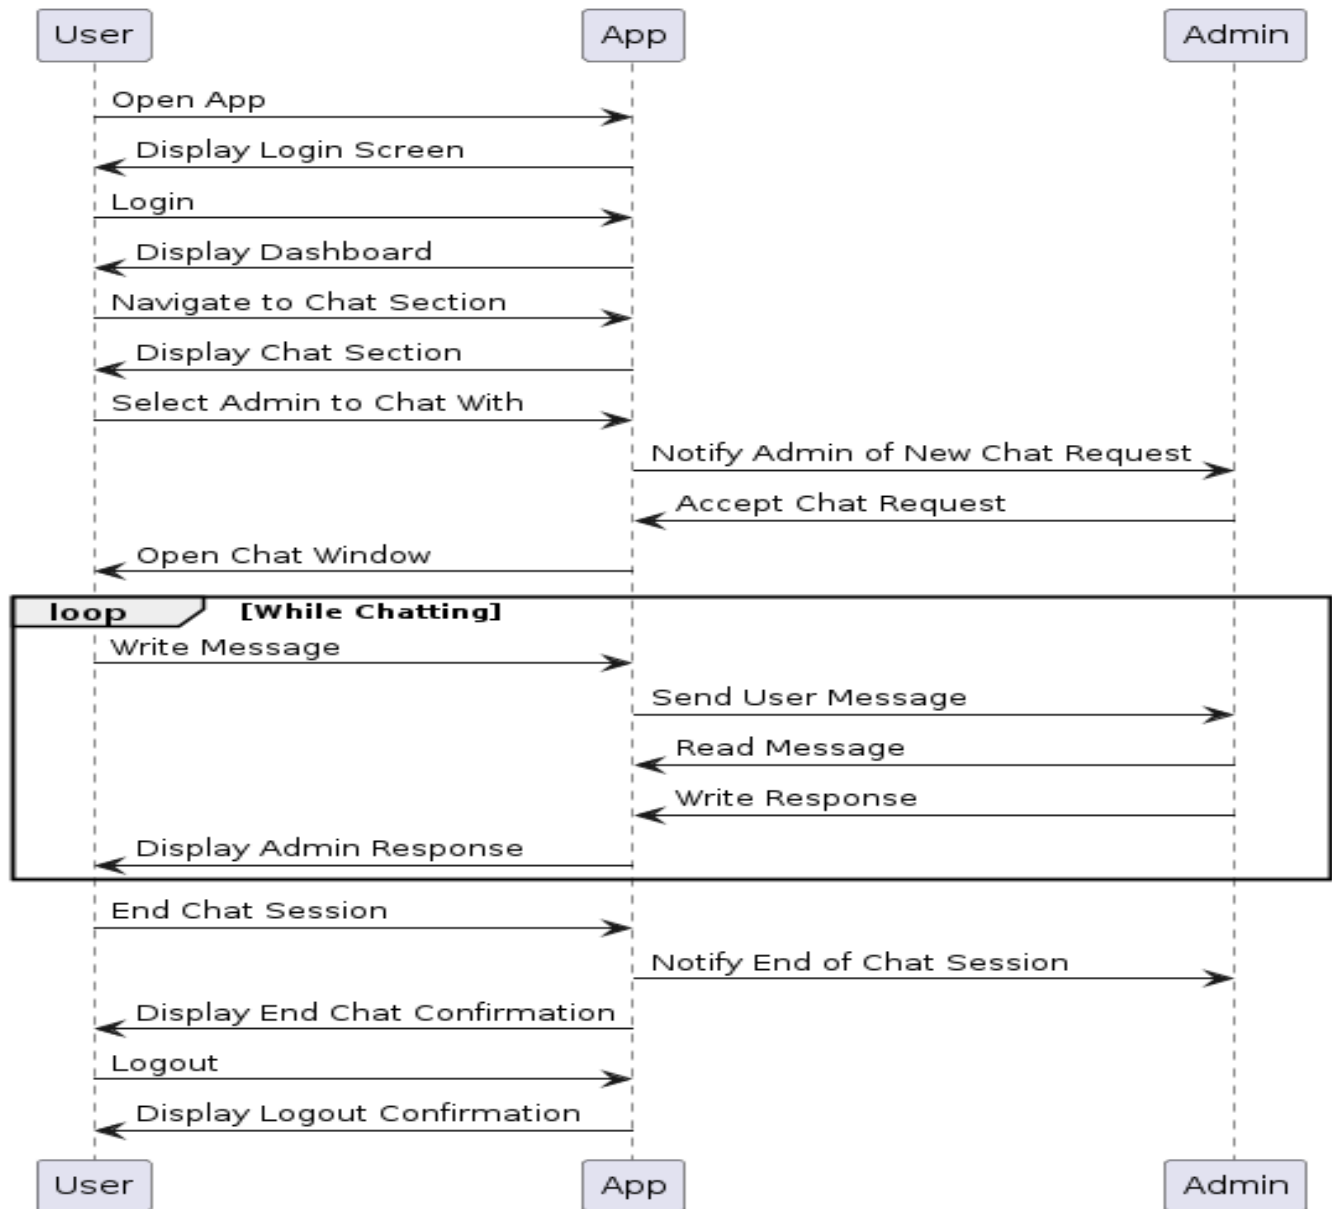 User App Admin
Open App
Display Login Screen
Login
Display Dashboard
Navigate to Chat Section
Display Chat Section
Select Admin to Chat With
Notify Admin of New Chat Request
Accept Chat Request
Open Chat Window
loop [While Chatting]
Write Message
Send User Message
Read Message
Write Response
Display Admin Response
End Chat Session
Notify End of Chat Session
Display End Chat Confirmation
Logout
Display Logout Confirmation
User App Admin